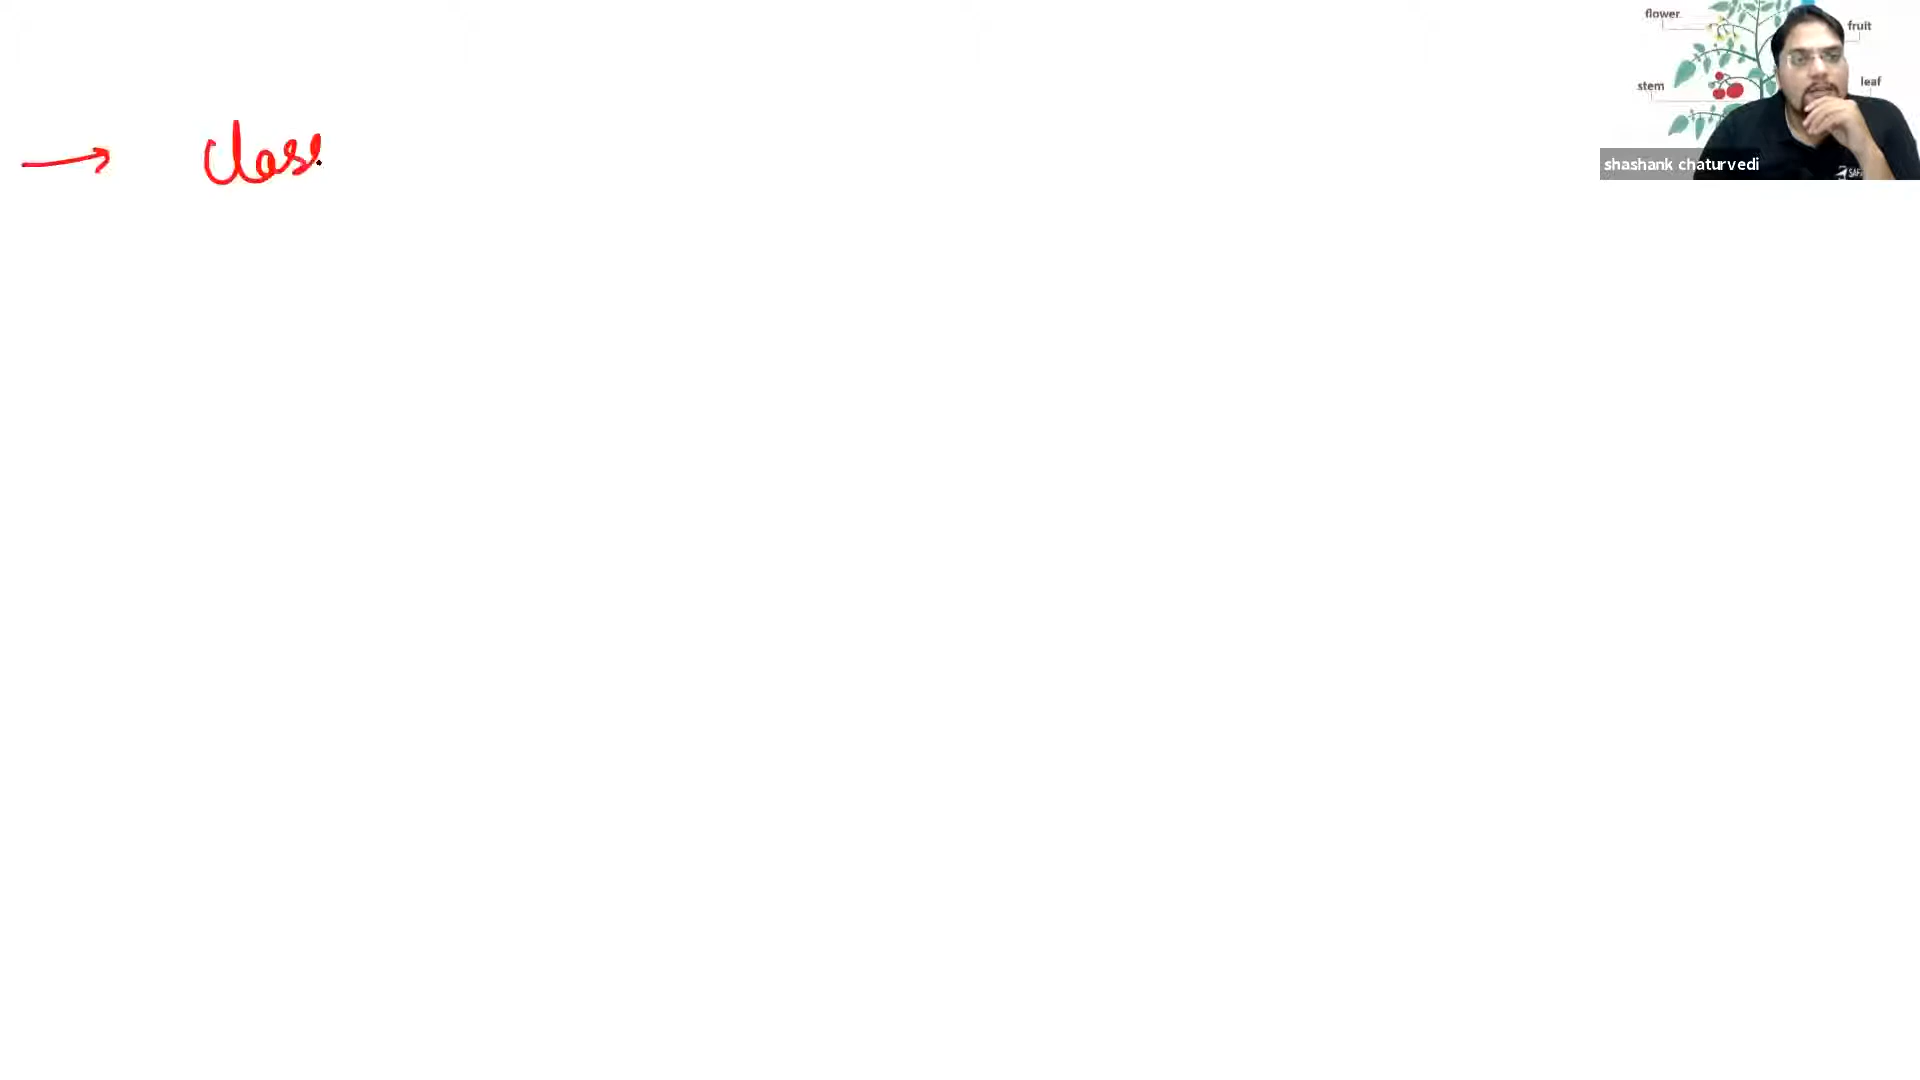 flower
fruit
stem
leaf
→ Class
shashank chaturvedi